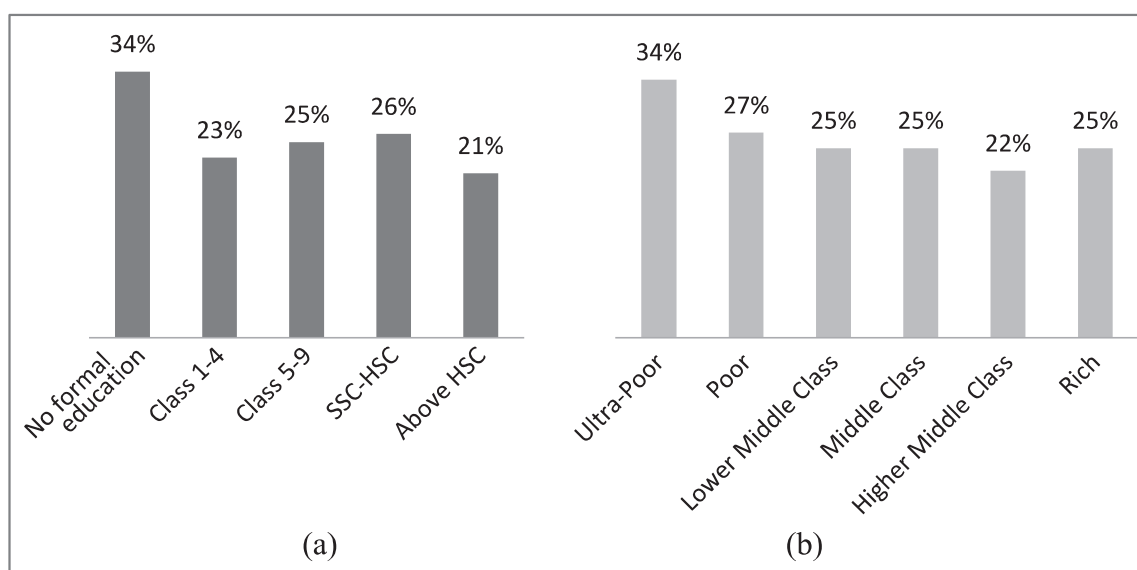 34%
23%
25%
26%
21%
No formal
education
Class 1-4
Class 5-9
SSC-HSC
Above HSC
(a)
34%
27%
25%
25%
22%
25%
Ultra-Poor
Poor
Lower Middle Class
Middle Class
Higher Middle Class
Rich
(b)